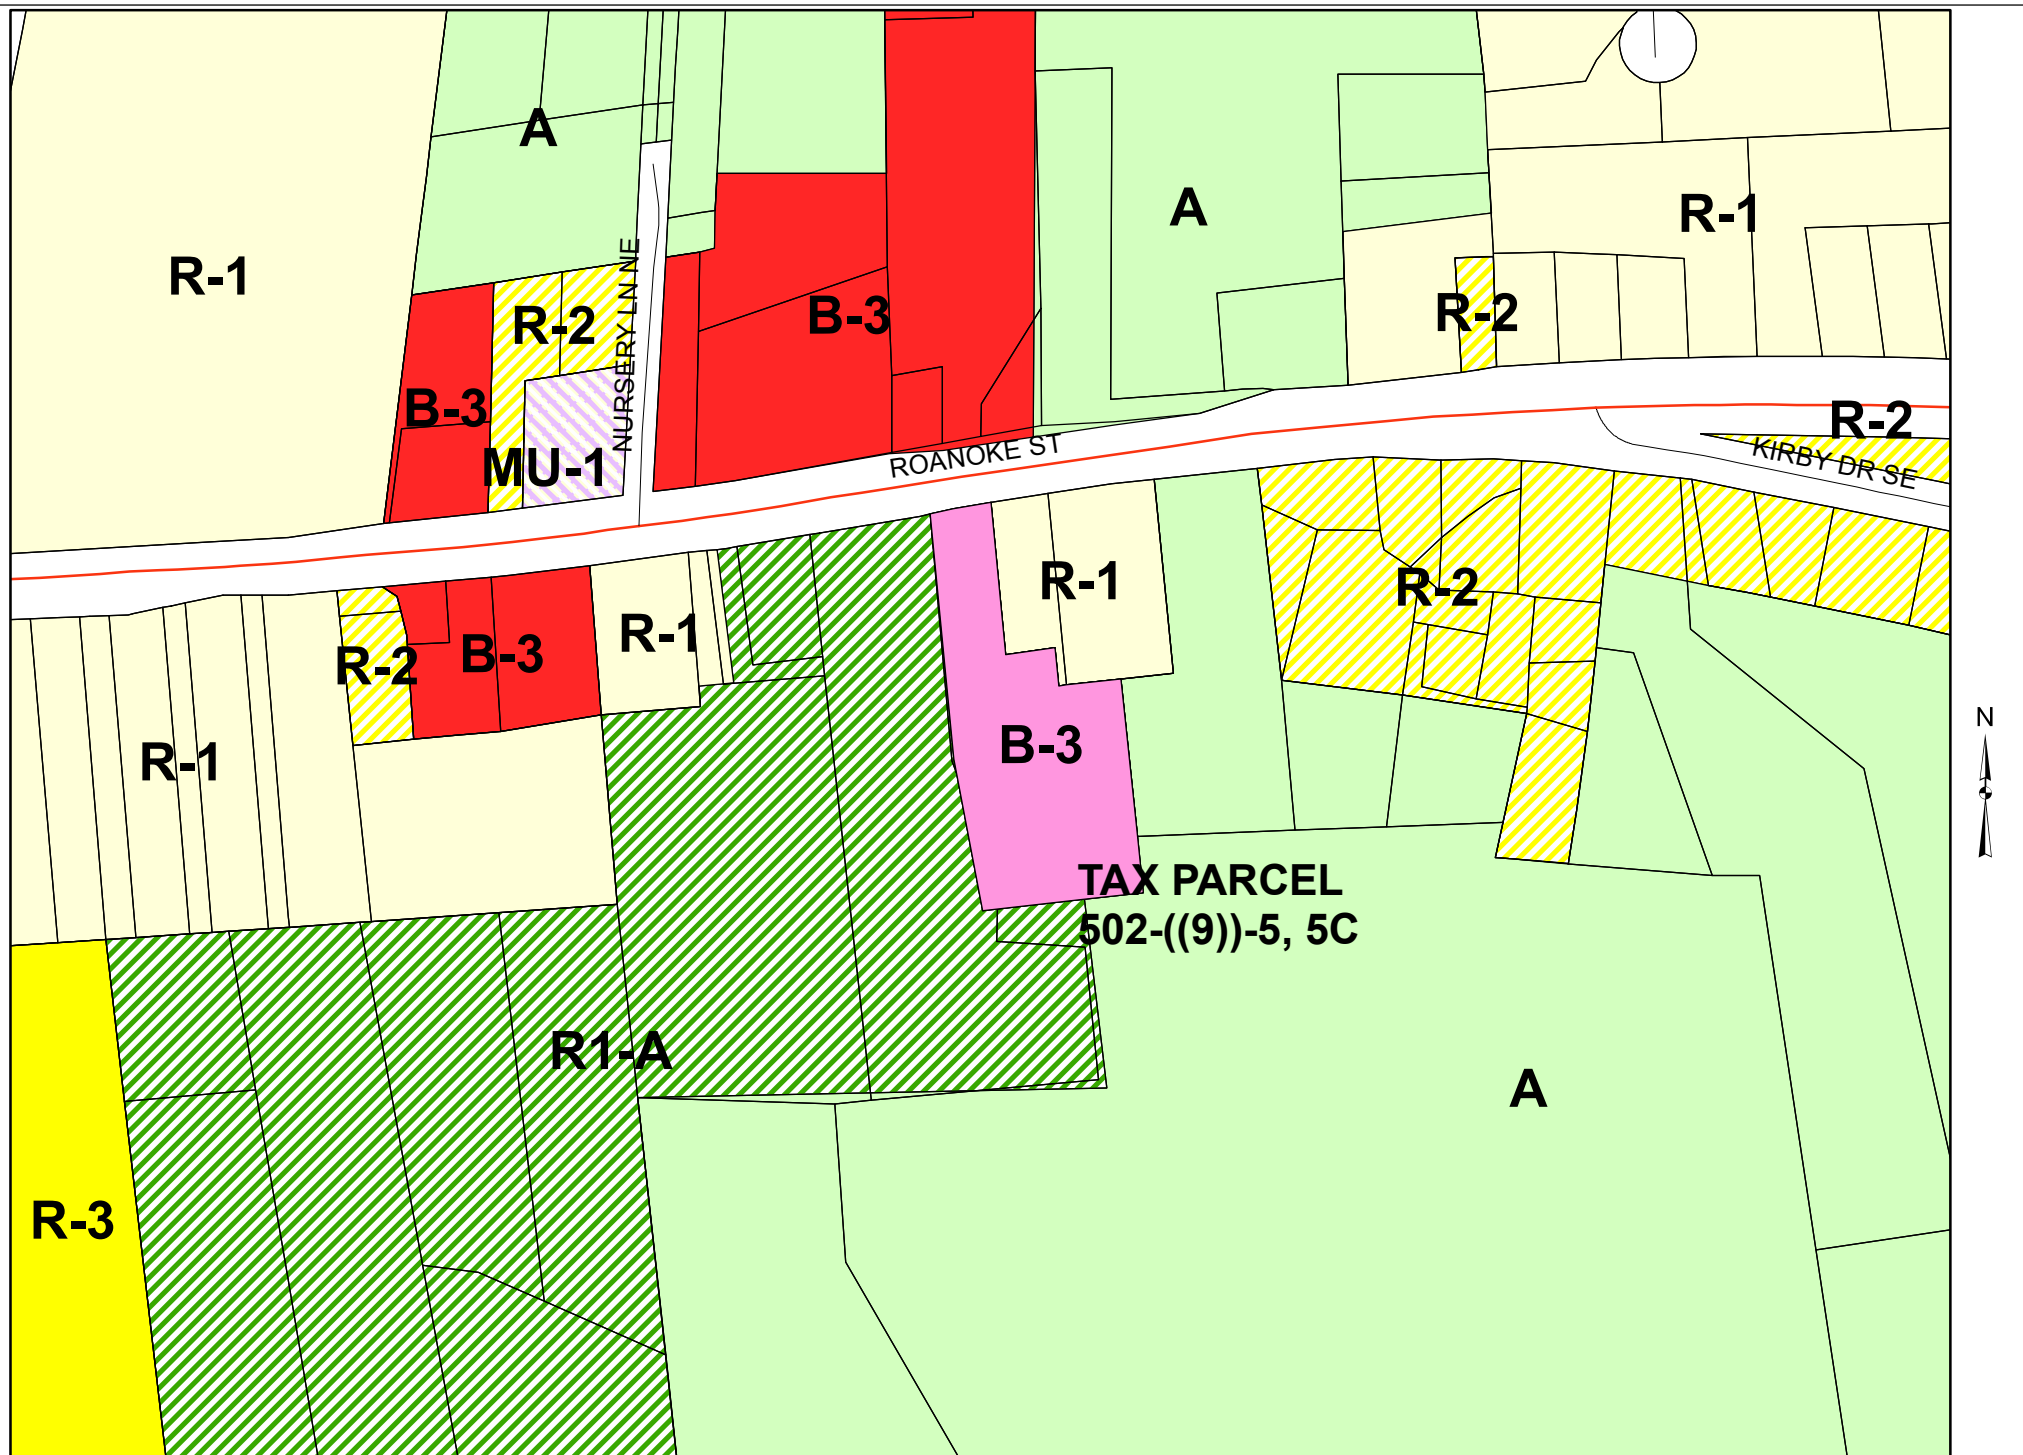 A
A
R-1
R-1
NURSERY LN NE
R-2
B-3
R-2
B-3
R-2
MU-1
ROANOKE ST
KIRBY DR SE
R-1
R-2
R-1
B-3
R-2
N
B-3
R-1
TAX PARCEL
502-((9))-5, 5C
R1-A
A
R-3